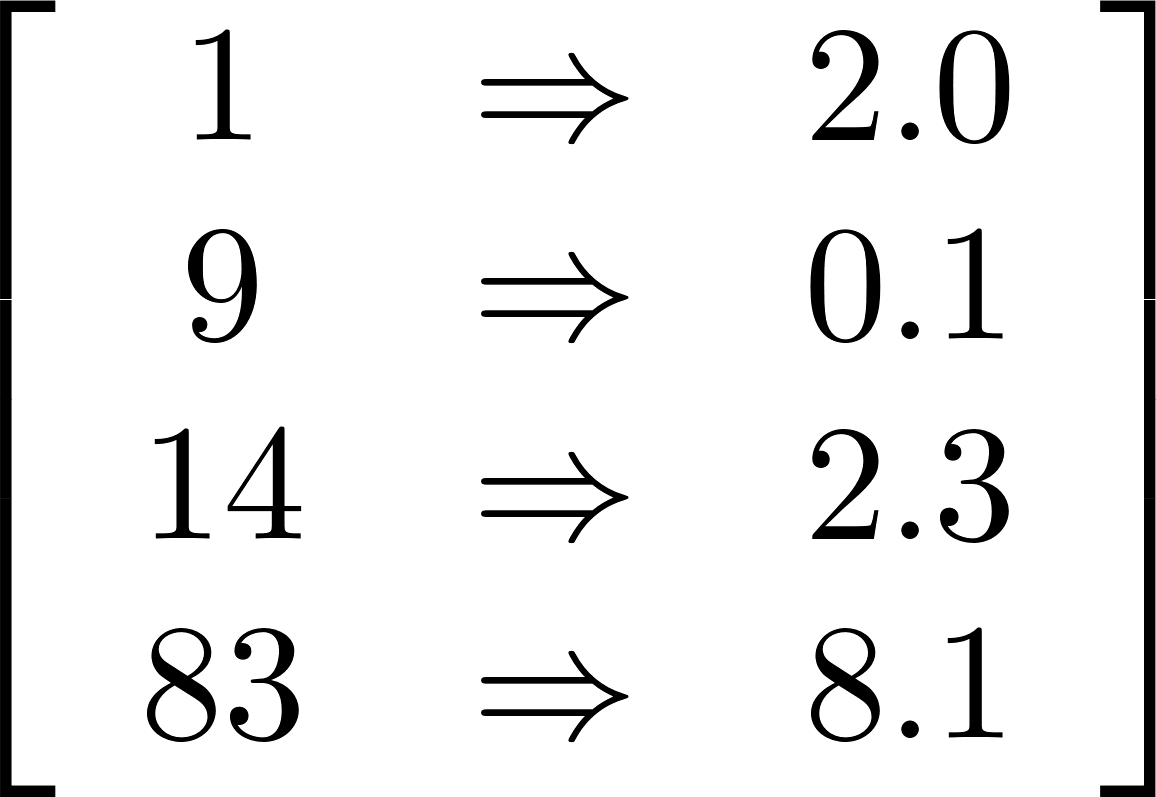 1 ⇒ 2.0
9 ⇒ 0.1
14 ⇒ 2.3
83 ⇒ 8.1